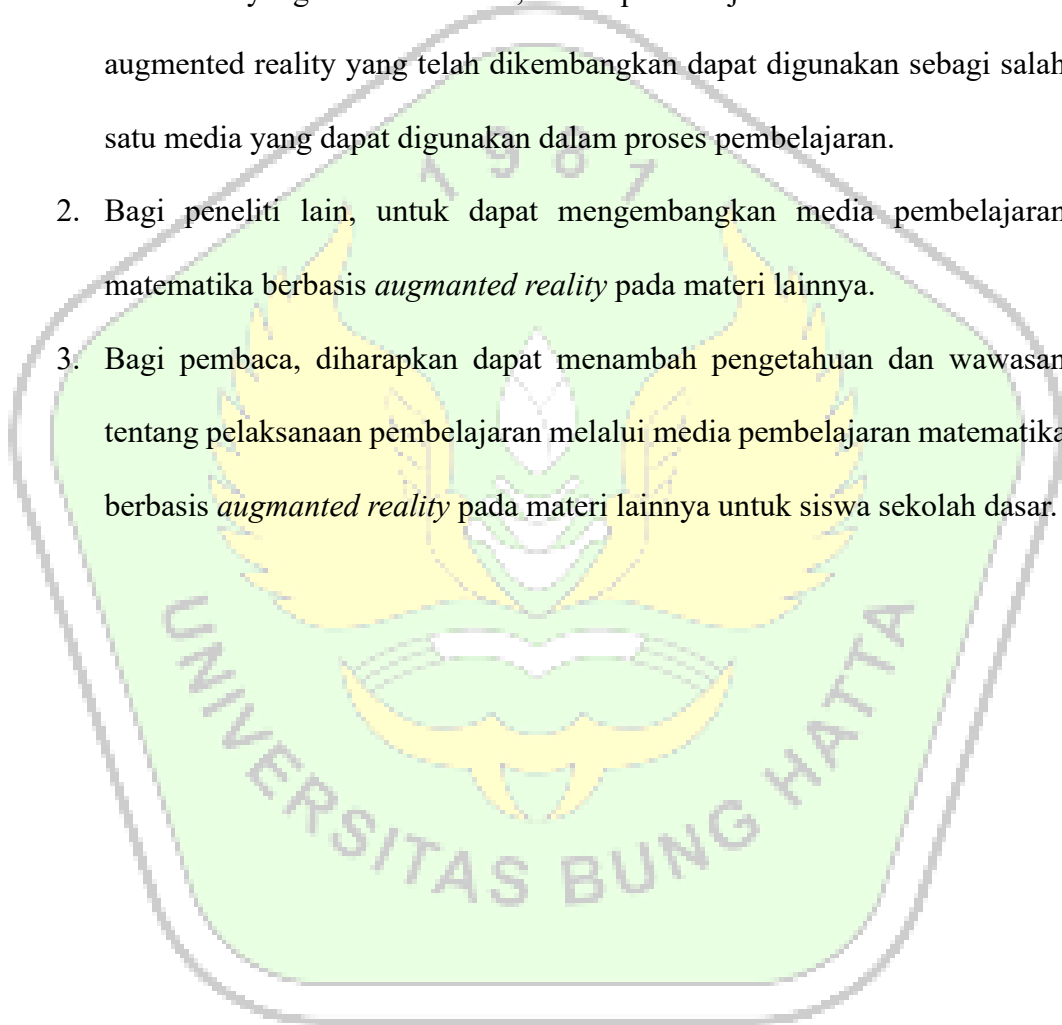 augmented reality yang telah dikembangkan dapat digunakan sebagi salah
satu media yang dapat digunakan dalam proses pembelajaran.
2. Bagi peneliti lain, untuk dapat mengembangkan media pembelajaran
matematika berbasis augmanted reality pada materi lainnya.
3. Bagi pembaca, diharapkan dapat menambah pengetahuan dan wawasan
tentang pelaksanaan pembelajaran melalui media pembelajaran matematika
berbasis augmanted reality pada materi lainnya untuk siswa sekolah dasar.
1981
UNIVERSITAS BUNG HATTA